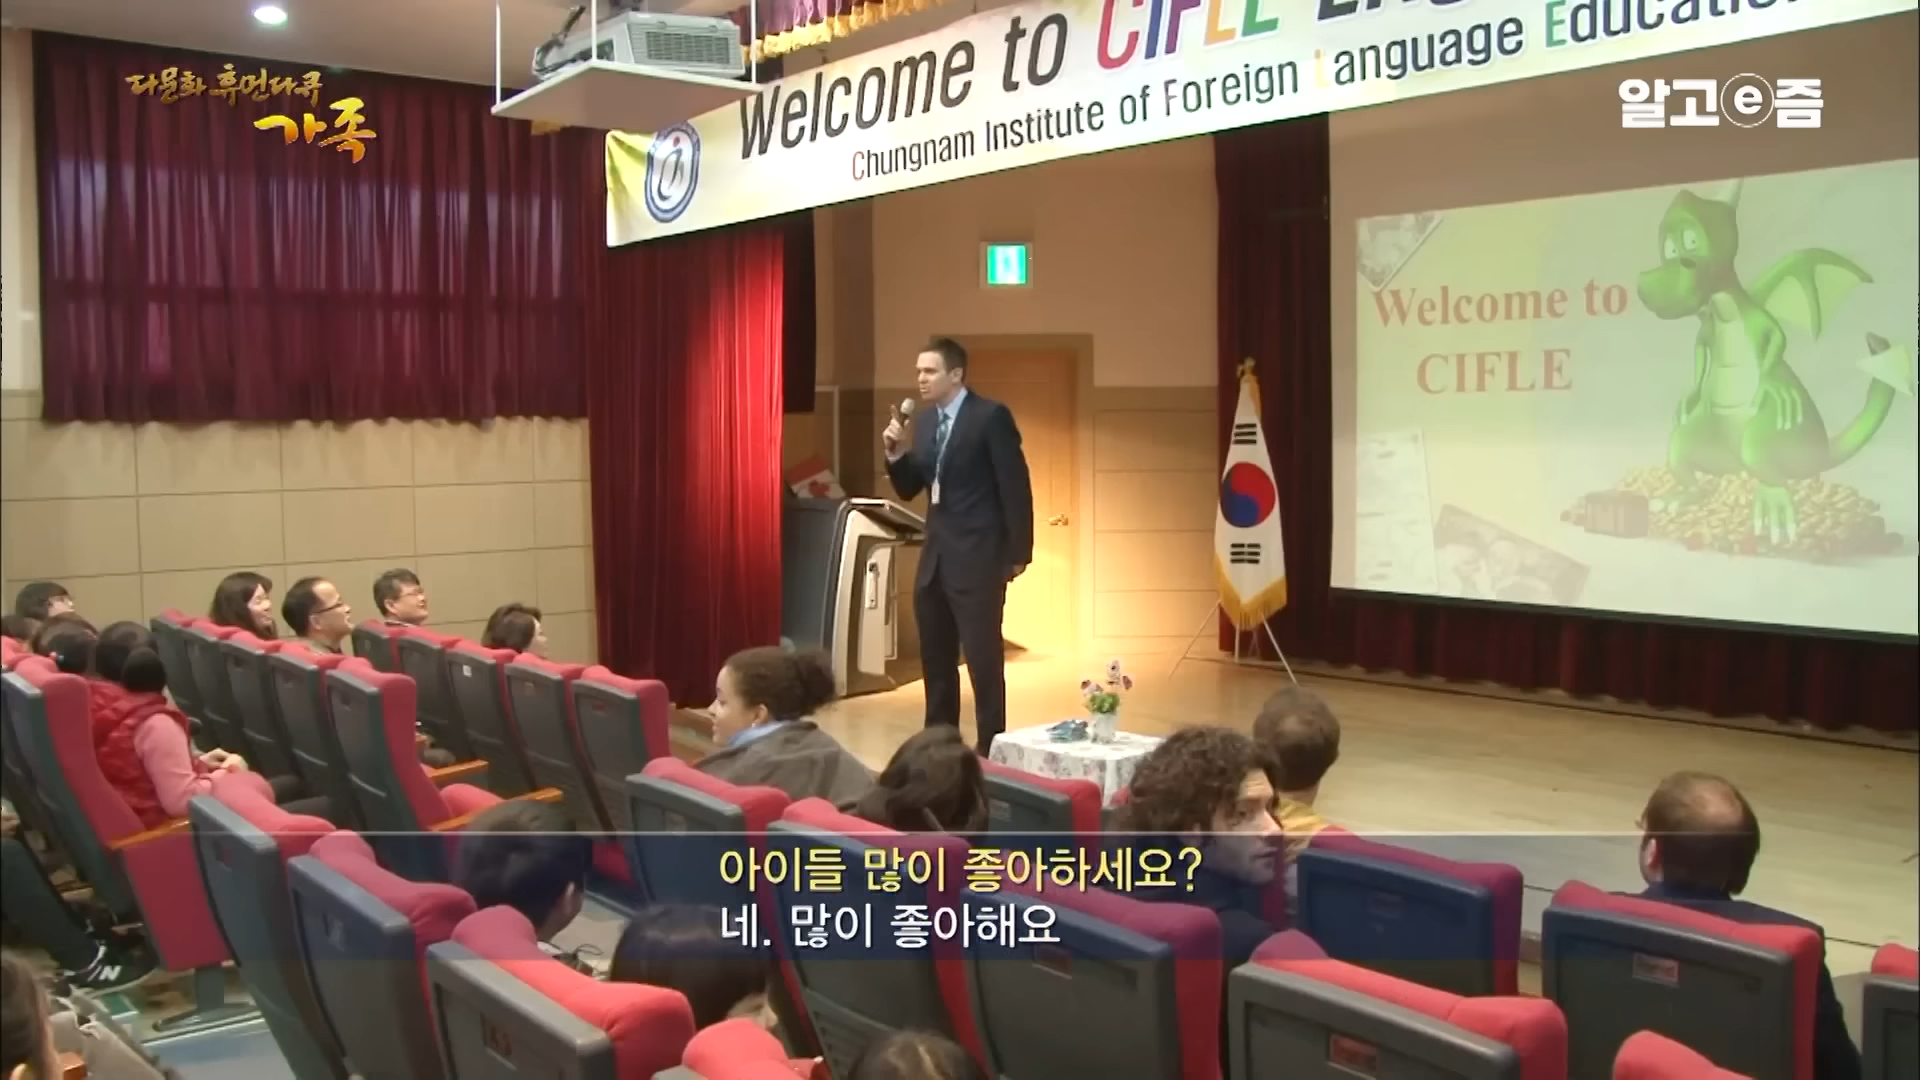 다문화 휴먼다큐
가족
알고e즘
Welcome to CIFLE
Chungnam Institute of Foreign Language Education
Welcome to
CIFLE
아이들 많이 좋아하세요?
네. 많이 좋아해요
N